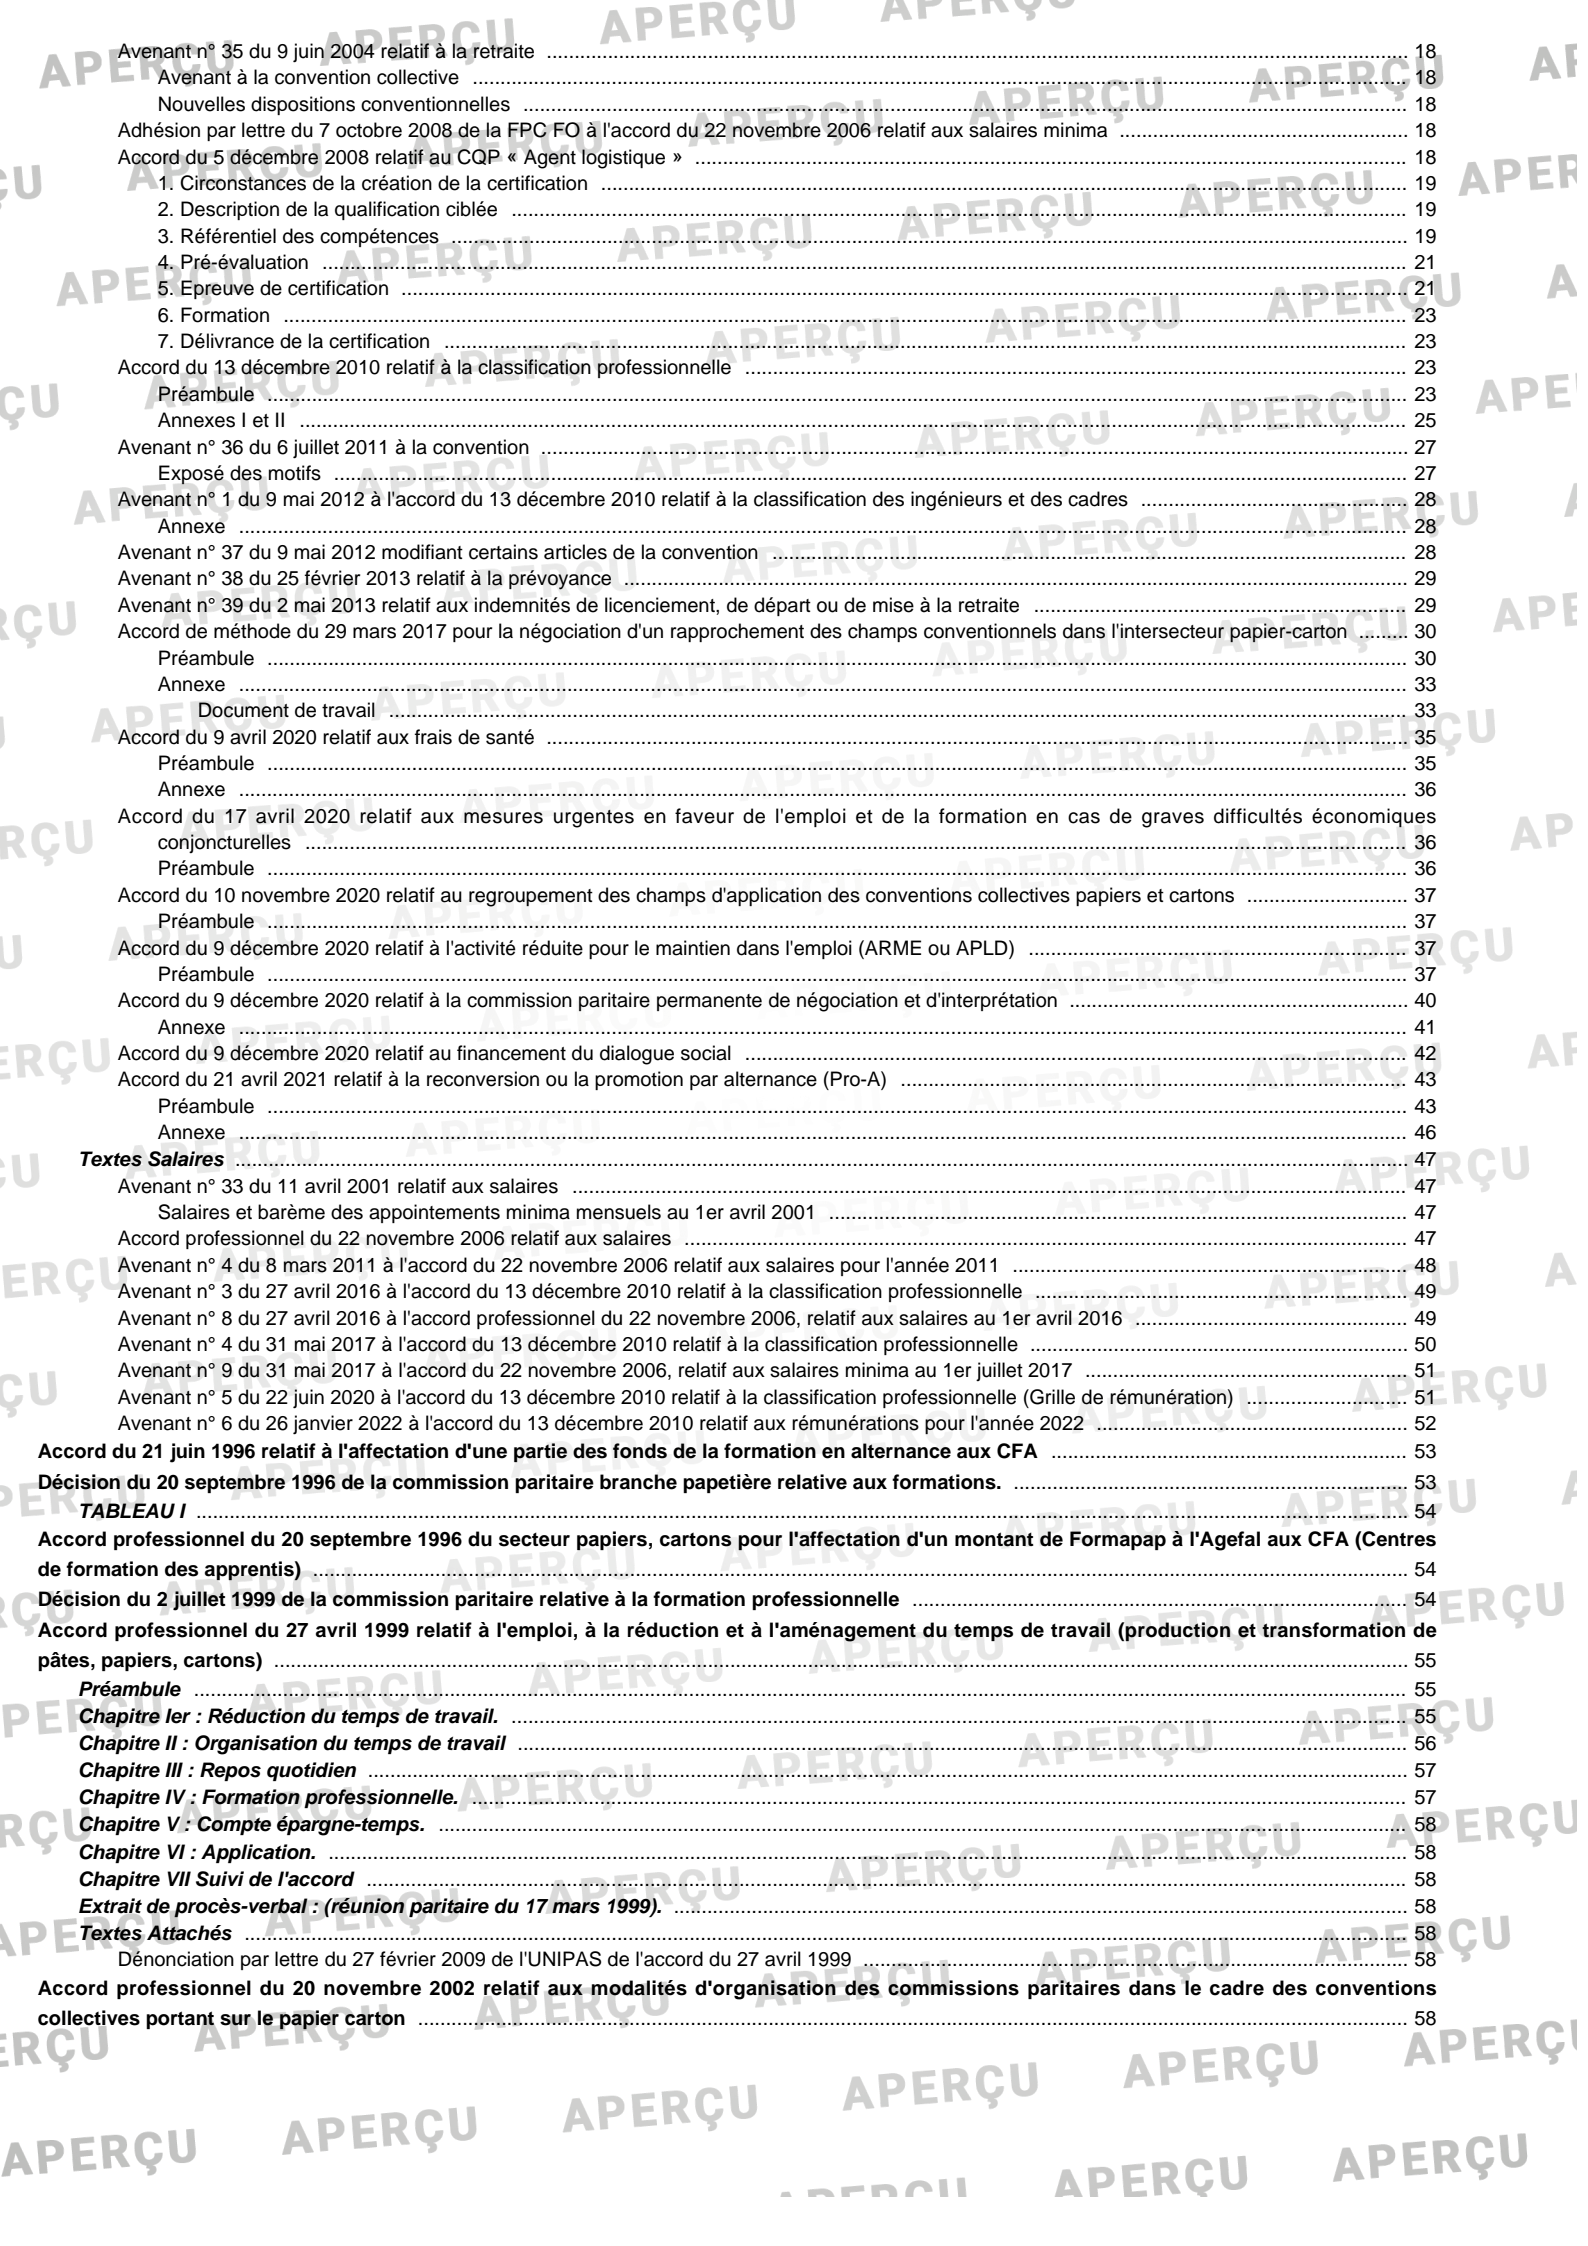 Avenant n° 35 du 9 juin 2004 relatif à la retraite ... 18
Avenant à la convention collective ... 18
Nouvelles dispositions conventionnelles ... 18
Adhésion par lettre du 7 octobre 2008 de la FPC FO à l'accord du 22 novembre 2006 relatif aux salaires minima ... 18
Accord du 5 décembre 2008 relatif au CQP « Agent logistique » ... 18
1. Circonstances de la création de la certification ... 19
2. Description de la qualification ciblée ... 19
3. Référentiel des compétences ... 19
4. Pré-évaluation ... 21
5. Epreuve de certification ... 21
6. Formation ... 23
7. Délivrance de la certification ... 23
Accord du 13 décembre 2010 relatif à la classification professionnelle ... 23
Préambule ... 23
Annexes I et II ... 25
Avenant n° 36 du 6 juillet 2011 à la convention ... 27
Exposé des motifs ... 27
Avenant n° 1 du 9 mai 2012 à l'accord du 13 décembre 2010 relatif à la classification des ingénieurs et des cadres ... 28
Annexe ... 28
Avenant n° 37 du 9 mai 2012 modifiant certains articles de la convention ... 28
Avenant n° 38 du 25 février 2013 relatif à la prévoyance ... 29
Avenant n° 39 du 2 mai 2013 relatif aux indemnités de licenciement, de départ ou de mise à la retraite ... 29
Accord de méthode du 29 mars 2017 pour la négociation d'un rapprochement des champs conventionnels dans l'intersecteur papier-carton ... 30
Préambule ... 30
Annexe ... 33
Document de travail ... 33
Accord du 9 avril 2020 relatif aux frais de santé ... 35
Préambule ... 35
Annexe ... 36
Accord du 17 avril 2020 relatif aux mesures urgentes en faveur de l'emploi et de la formation en cas de graves difficultés économiques
conjoncturelles ... 36
Préambule ... 36
Accord du 10 novembre 2020 relatif au regroupement des champs d'application des conventions collectives papiers et cartons ... 37
Préambule ... 37
Accord du 9 décembre 2020 relatif à l'activité réduite pour le maintien dans l'emploi (ARME ou APLD) ... 37
Préambule ... 37
Accord du 9 décembre 2020 relatif à la commission paritaire permanente de négociation et d'interprétation ... 40
Annexe ... 41
Accord du 9 décembre 2020 relatif au financement du dialogue social ... 42
Accord du 21 avril 2021 relatif à la reconversion ou la promotion par alternance (Pro-A) ... 43
Préambule ... 43
Annexe ... 46
Textes Salaires ... 47
Avenant n° 33 du 11 avril 2001 relatif aux salaires ... 47
Salaires et barème des appointements minima mensuels au 1er avril 2001 ... 47
Accord professionnel du 22 novembre 2006 relatif aux salaires ... 47
Avenant n° 4 du 8 mars 2011 à l'accord du 22 novembre 2006 relatif aux salaires pour l'année 2011 ... 48
Avenant n° 3 du 27 avril 2016 à l'accord du 13 décembre 2010 relatif à la classification professionnelle ... 49
Avenant n° 8 du 27 avril 2016 à l'accord professionnel du 22 novembre 2006, relatif aux salaires au 1er avril 2016 ... 49
Avenant n° 4 du 31 mai 2017 à l'accord du 13 décembre 2010 relatif à la classification professionnelle ... 50
Avenant n° 9 du 31 mai 2017 à l'accord du 22 novembre 2006, relatif aux salaires minima au 1er juillet 2017 ... 51
Avenant n° 5 du 22 juin 2020 à l'accord du 13 décembre 2010 relatif à la classification professionnelle (Grille de rémunération) ... 51
Avenant n° 6 du 26 janvier 2022 à l'accord du 13 décembre 2010 relatif aux rémunérations pour l'année 2022 ... 52
Accord du 21 juin 1996 relatif à l'affectation d'une partie des fonds de la formation en alternance aux CFA ... 53
Décision du 20 septembre 1996 de la commission paritaire branche papetière relative aux formations. ... 53
TABLEAU I ... 54
Accord professionnel du 20 septembre 1996 du secteur papiers, cartons pour l'affectation d'un montant de Formapap à l'Agefal aux CFA (Centres
de formation des apprentis) ... 54
Décision du 2 juillet 1999 de la commission paritaire relative à la formation professionnelle ... 54
Accord professionnel du 27 avril 1999 relatif à l'emploi, à la réduction et à l'aménagement du temps de travail (production et transformation de
pâtes, papiers, cartons) ... 55
Préambule ... 55
Chapitre Ier : Réduction du temps de travail. ... 55
Chapitre II : Organisation du temps de travail ... 56
Chapitre III : Repos quotidien ... 57
Chapitre IV : Formation professionnelle. ... 57
Chapitre V : Compte épargne-temps. ... 58
Chapitre VI : Application. ... 58
Chapitre VII Suivi de l'accord ... 58
Extrait de procès-verbal : (réunion paritaire du 17 mars 1999). ... 58
Textes Attachés ... 58
Dénonciation par lettre du 27 février 2009 de l'UNIPAS de l'accord du 27 avril 1999 ... 58
Accord professionnel du 20 novembre 2002 relatif aux modalités d'organisation des commissions paritaires dans le cadre des conventions
collectives portant sur le papier carton ... 58
APERÇU